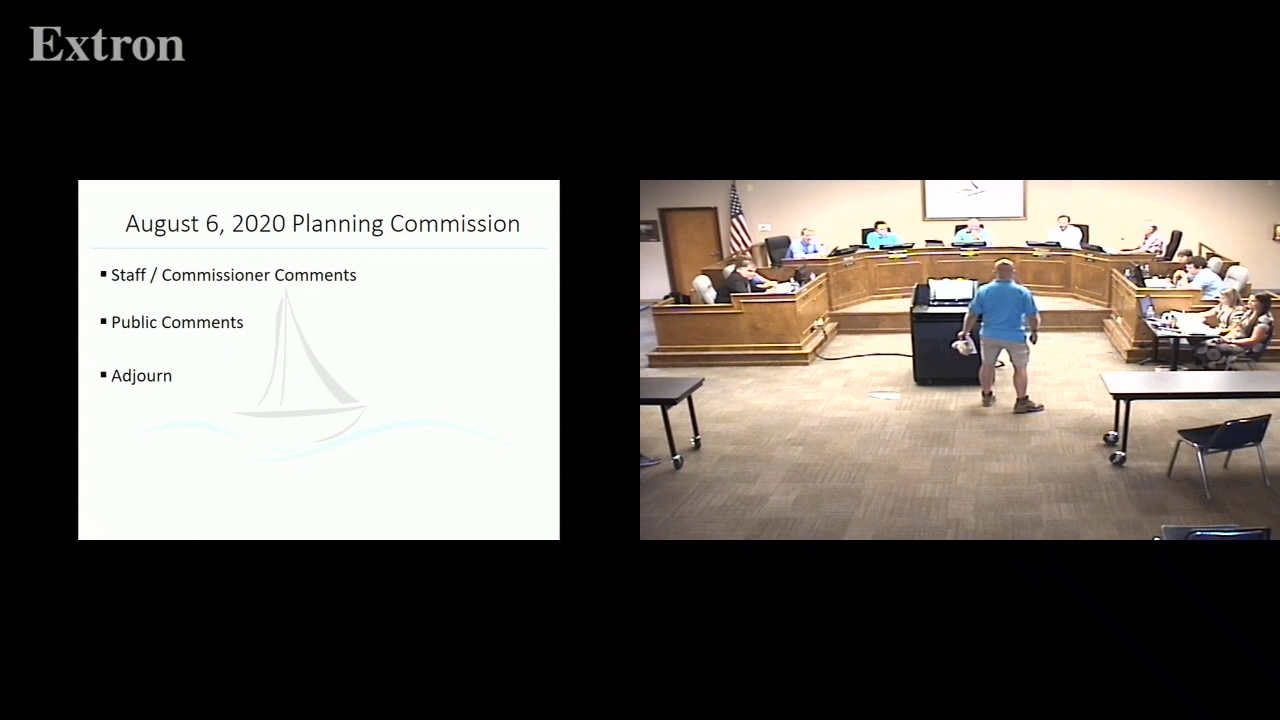 Extron
August 6, 2020 Planning Commission
▪ Staff / Commissioner Comments
▪ Public Comments
▪ Adjourn